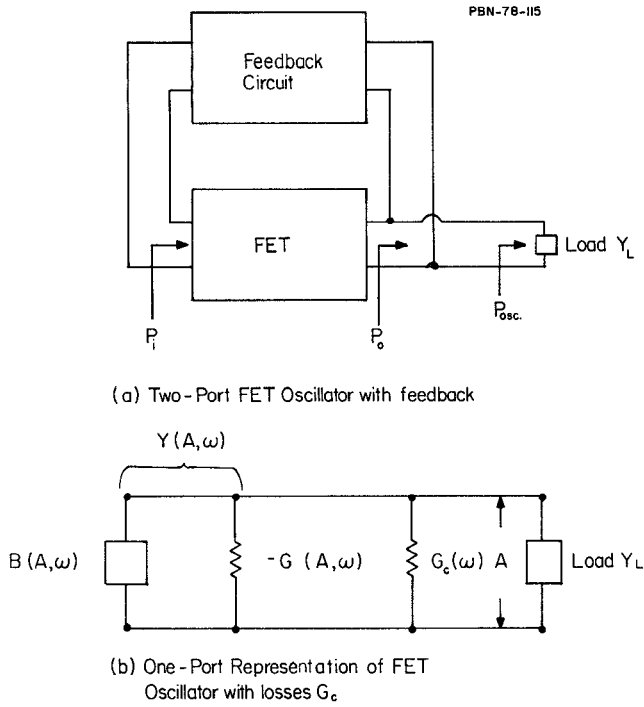 PBN-78-115
Feedback
Circuit
FET
Load Y_L
P_i
P_o
P_osc.
(a) Two-Port FET Oscillator with feedback
Y(A,ω)
B(A,ω)
-G (A,ω)
G_c(ω)
A
Load Y_L
(b) One-Port Representation of FET
Oscillator with losses G_c